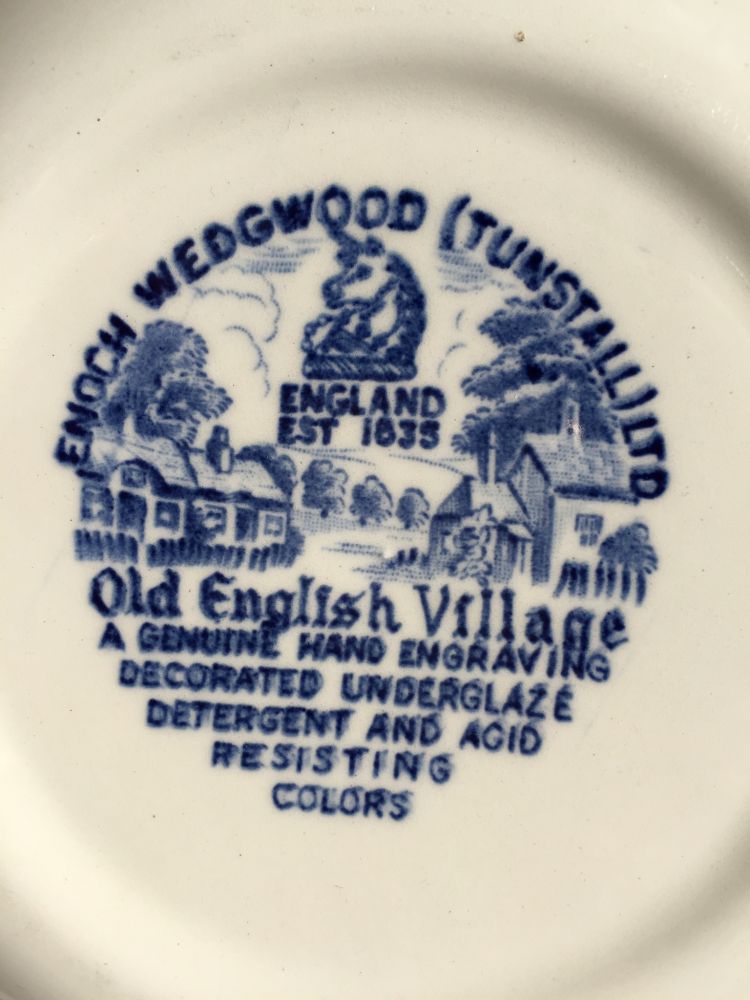 ENOCH WEDGWOOD (TUNSTALL) LTD
ENGLAND
EST 1835
Old English Village
A GENUINE HAND ENGRAVING
DECORATED UNDERGLAZE
DETERGENT AND ACID
RESISTING
COLORS